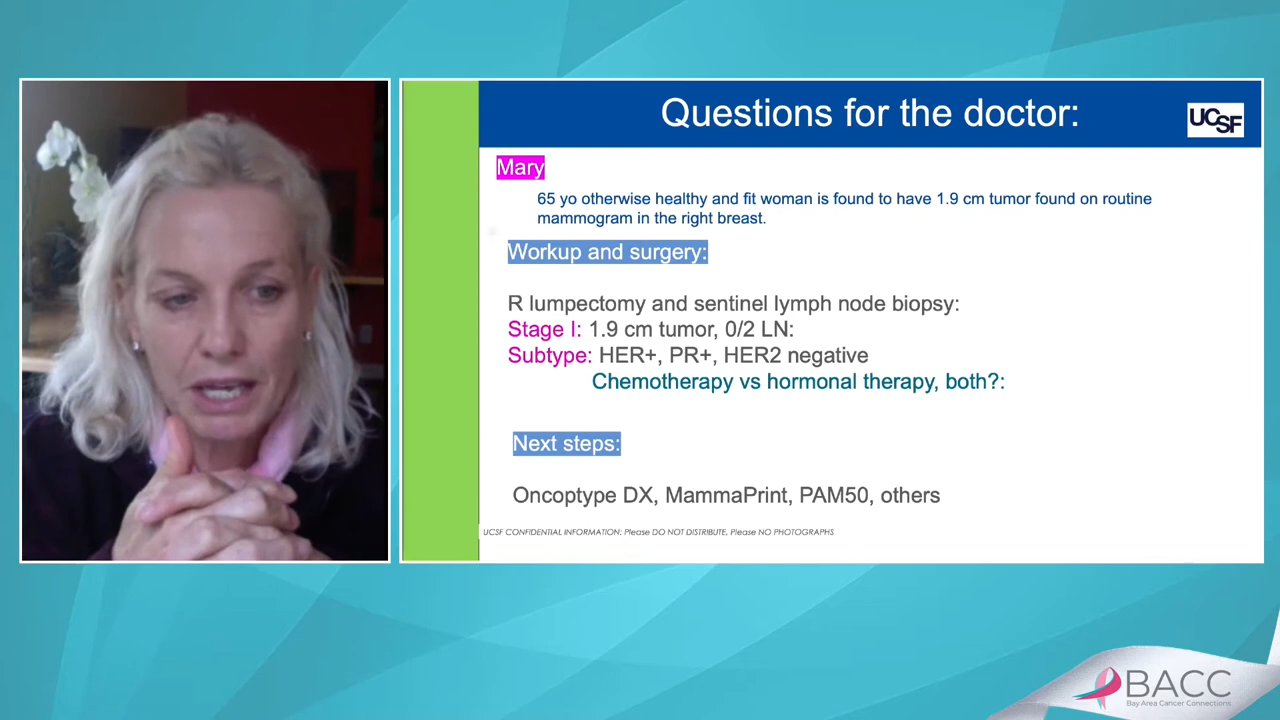 Questions for the doctor:
UCSF
Mary
65 yo otherwise healthy and fit woman is found to have 1.9 cm tumor found on routine
mammogram in the right breast.
Workup and surgery:
R lumpectomy and sentinel lymph node biopsy:
Stage I: 1.9 cm tumor, 0/2 LN:
Subtype: HER+, PR+, HER2 negative
Chemotherapy vs hormonal therapy, both?:
Next steps:
Oncoptype DX, MammaPrint, PAM50, others
UCSF CONFIDENTIAL INFORMATION: Please DO NOT DISTRIBUTE, Please NO PHOTOGRAPHS
BACC
Bay Area Cancer Connections